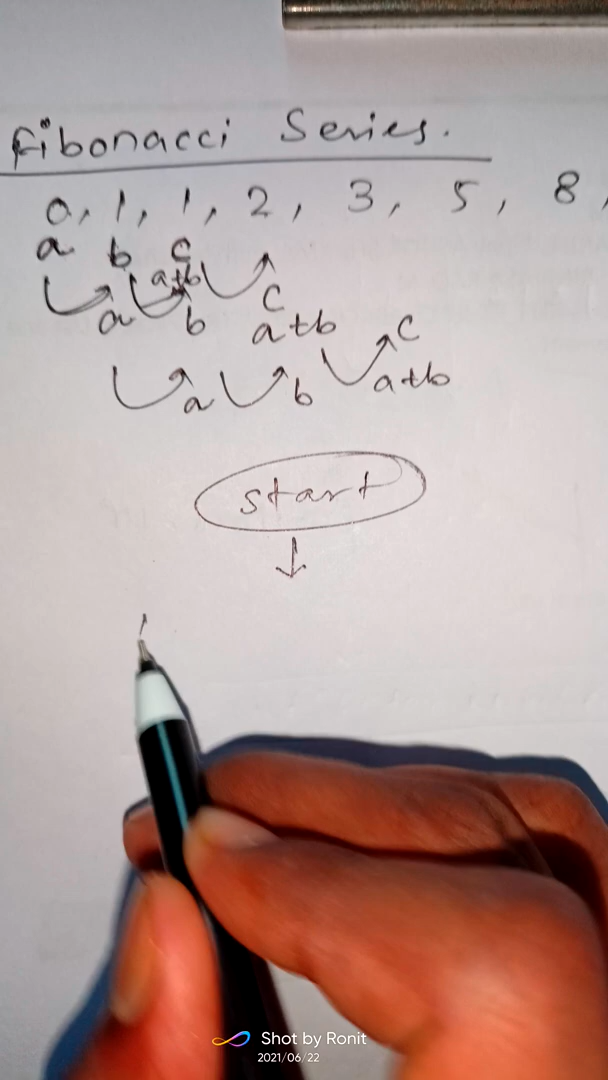 Fibonacci Series.
0, 1, 1, 2, 3, 5, 8,
a b c
a+b
a b c
a+b c
a b a+b
start
Shot by Ronit
2021/06/22